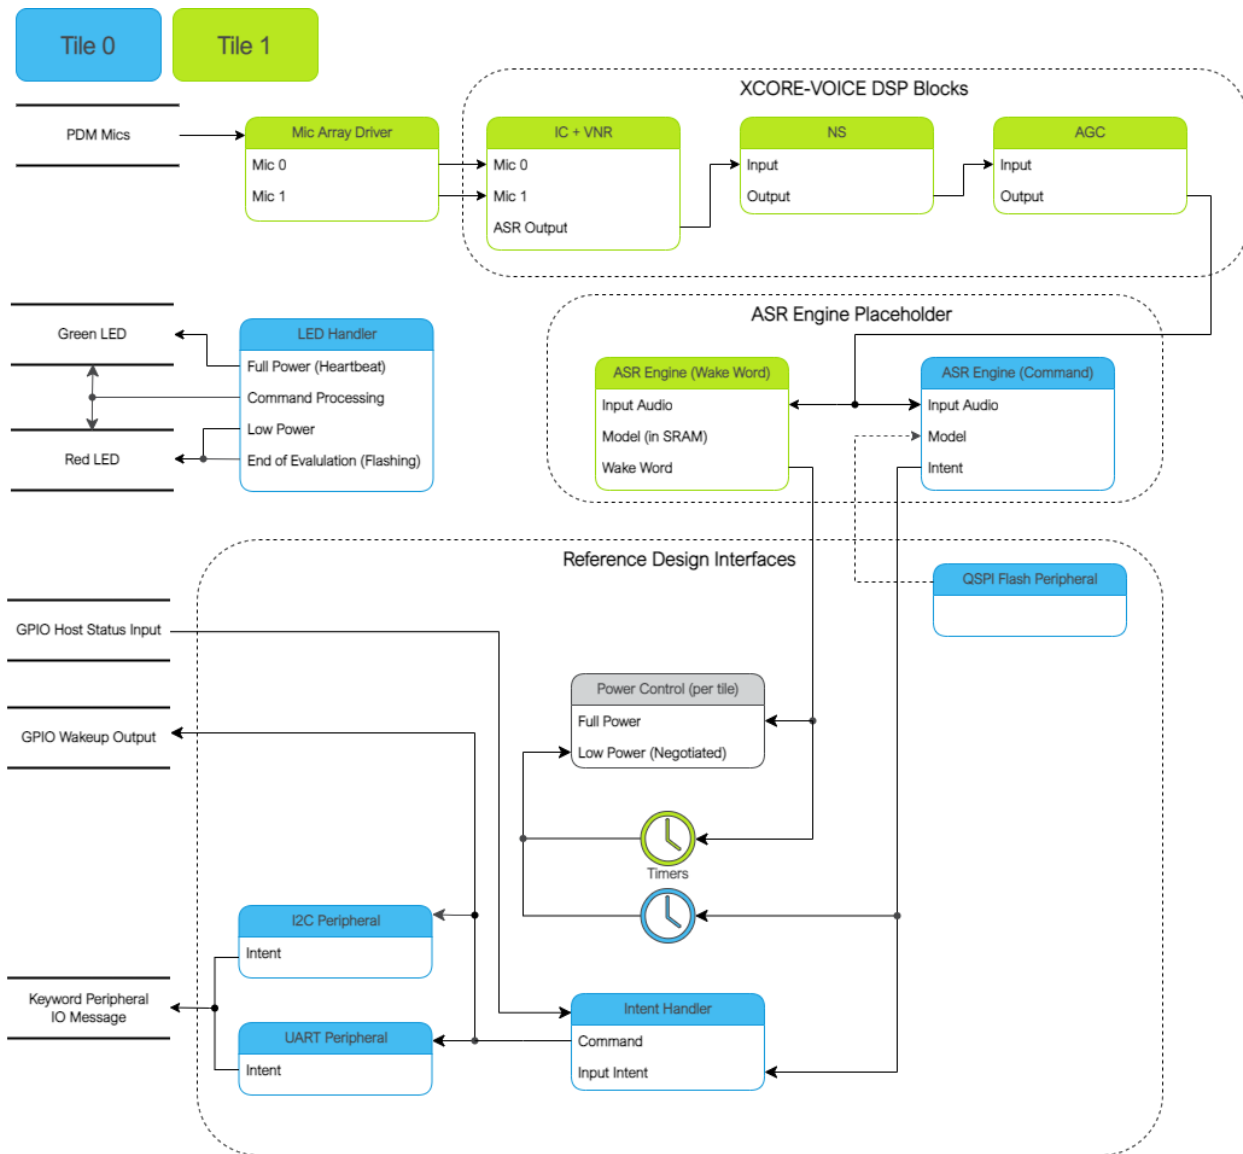 Tile 0
Tile 1
XCORE-VOICE DSP Blocks
PDM Mics
Mic Array Driver
Mic 0
Mic 1
IC + VNR
Mic 0
Mic 1
ASR Output
NS
Input
Output
AGC
Input
Output
Green LED
Red LED
LED Handler
Full Power (Heartbeat)
Command Processing
Low Power
End of Evalulation (Flashing)
ASR Engine Placeholder
ASR Engine (Wake Word)
Input Audio
Model (in SRAM)
Wake Word
ASR Engine (Command)
Input Audio
Model
Intent
Reference Design Interfaces
QSPI Flash Peripheral
GPIO Host Status Input
GPIO Wakeup Output
Power Control (per tile)
Full Power
Low Power (Negotiated)
Timers
I2C Peripheral
Intent
Keyword Peripheral
IO Message
UART Peripheral
Intent
Intent Handler
Command
Input Intent